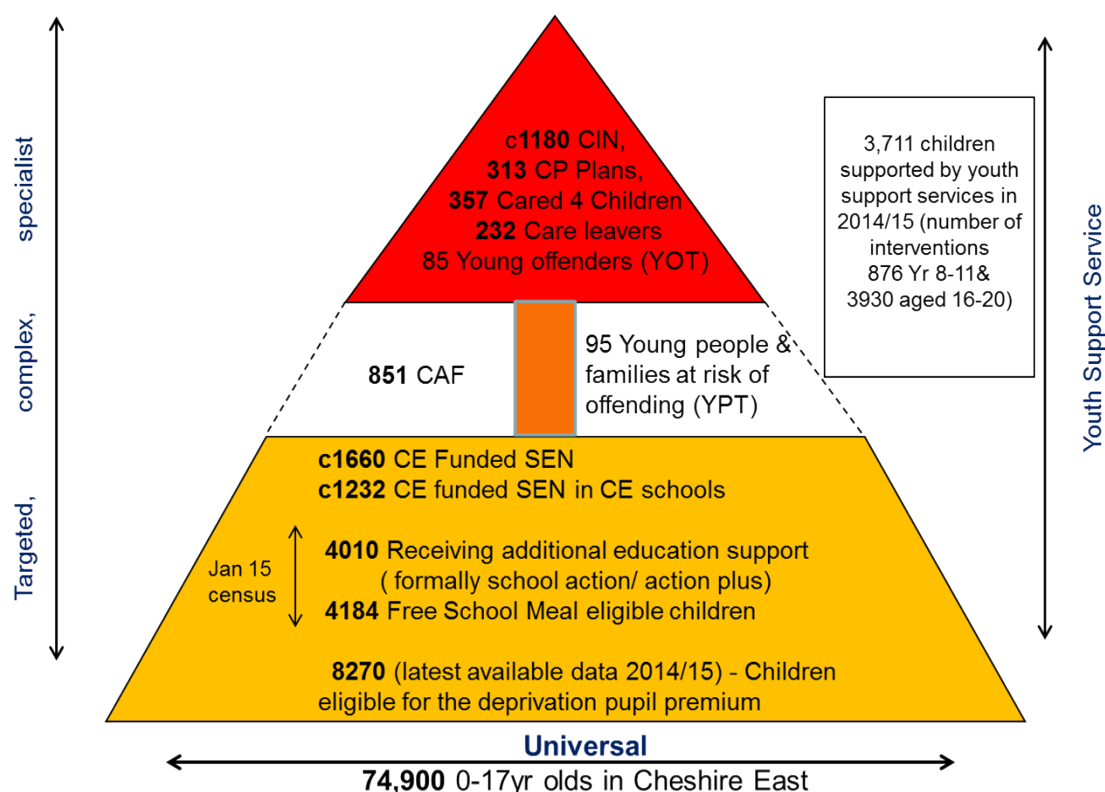 c1180 CIN,
313 CP Plans,
357 Cared 4 Children
232 Care leavers
85 Young offenders (YOT)
3,711 children
supported by youth
support services in
2014/15 (number of
interventions
876 Yr 8-11&
3930 aged 16-20)
851 CAF
95 Young people &
families at risk of
offending (YPT)
c1660 CE Funded SEN
c1232 CE funded SEN in CE schools
Jan 15
census
4010 Receiving additional education support
( formally school action/ action plus)
4184 Free School Meal eligible children
8270 (latest available data 2014/15) - Children
eligible for the deprivation pupil premium
Universal
74,900 0-17yr olds in Cheshire East
Targeted, complex, specialist
Youth Support Service